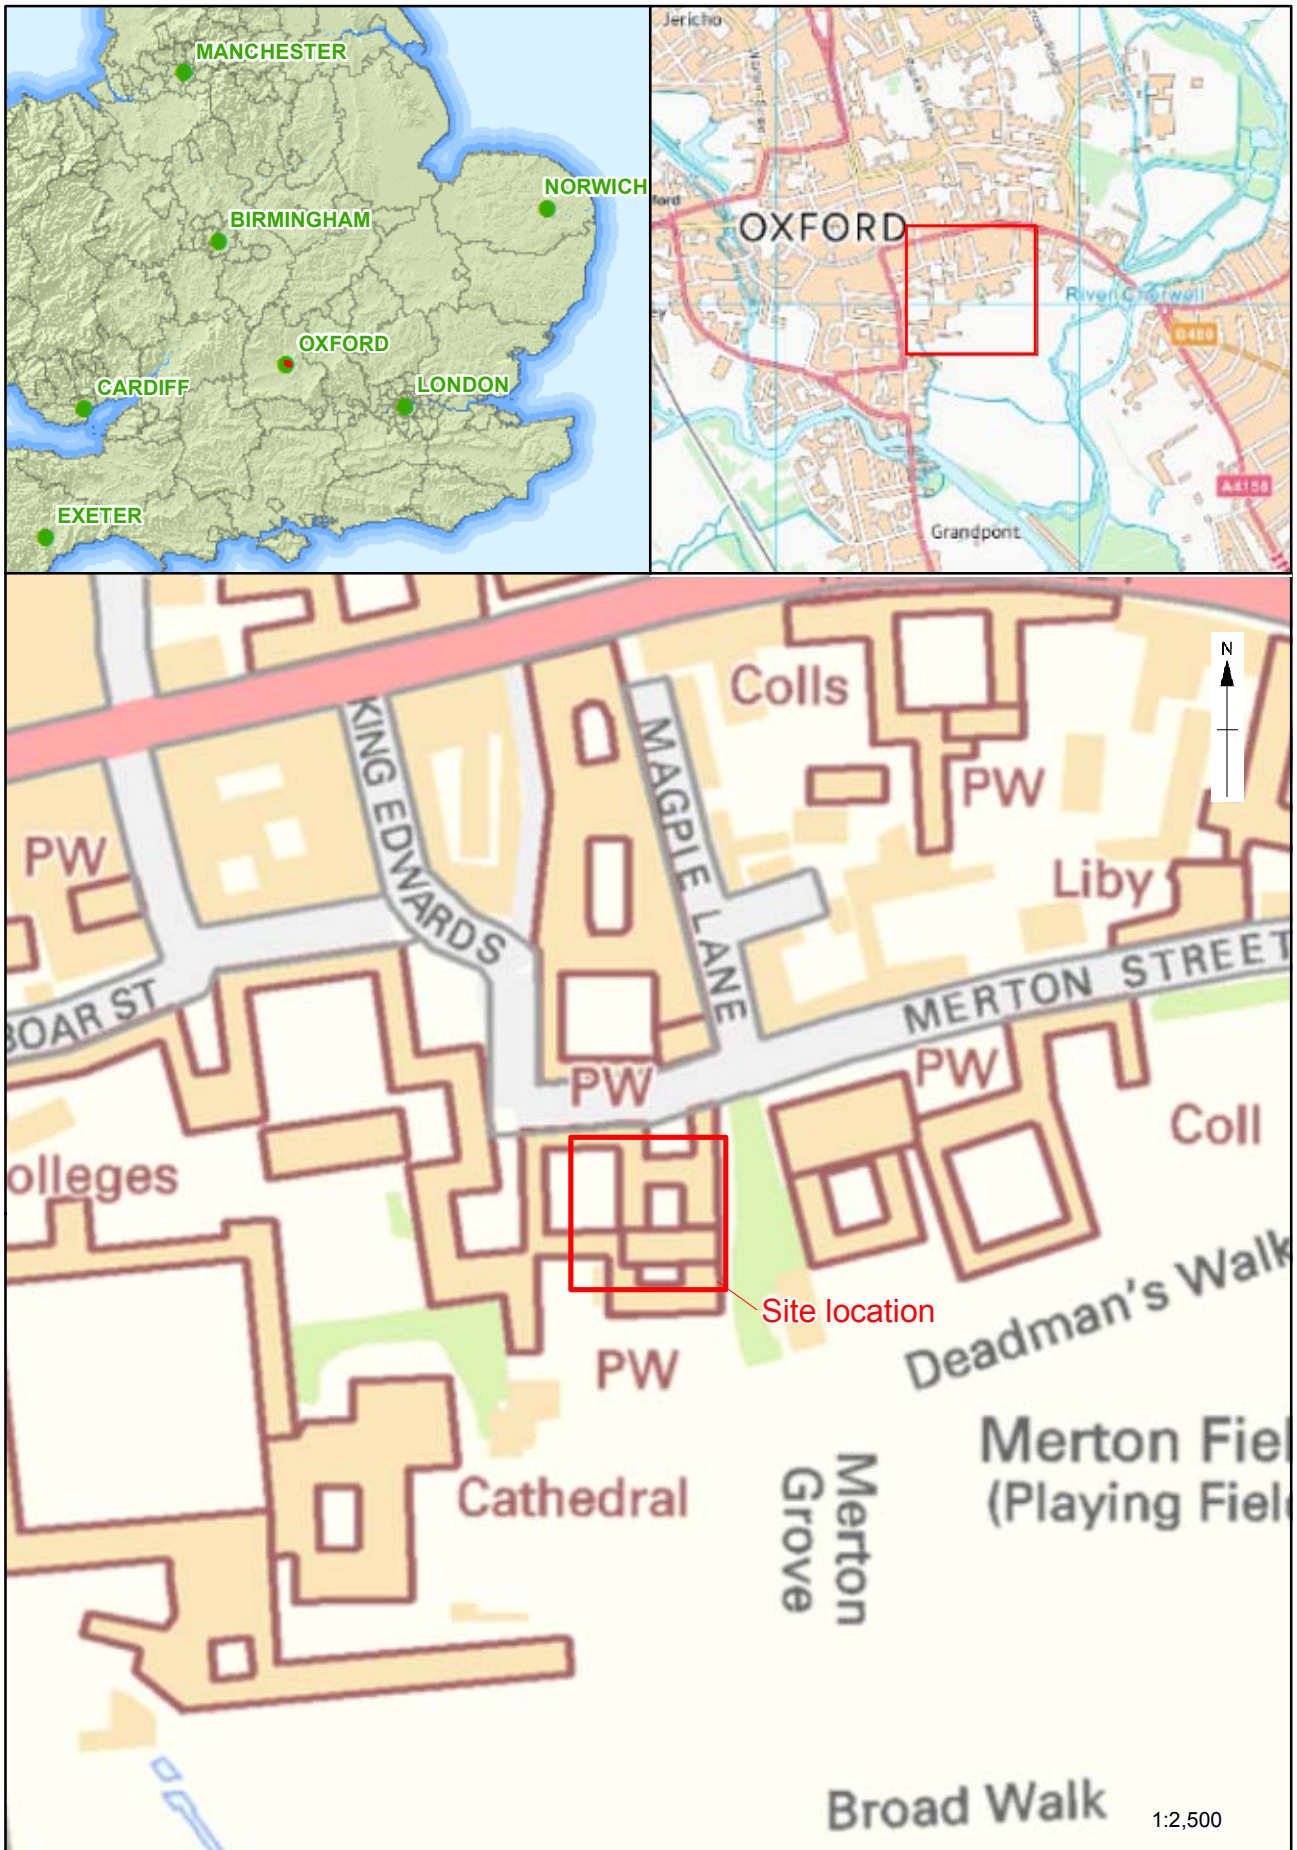 MANCHESTER
NORWICH
BIRMINGHAM
OXFORD
CARDIFF
LONDON
EXETER
Jericho
OXFORD
River Cherwell
B480
A4158
Grandpont
N
Colls
PW
KING EDWARDS
MAGPIE LANE
PW
Liby
BOAR ST
MERTON STREET
PW
PW
Coll
olleges
Site location
Deadman's Walk
PW
Merton Fiel
(Playing Fiel
Cathedral
Merton
Grove
Broad Walk
1:2,500